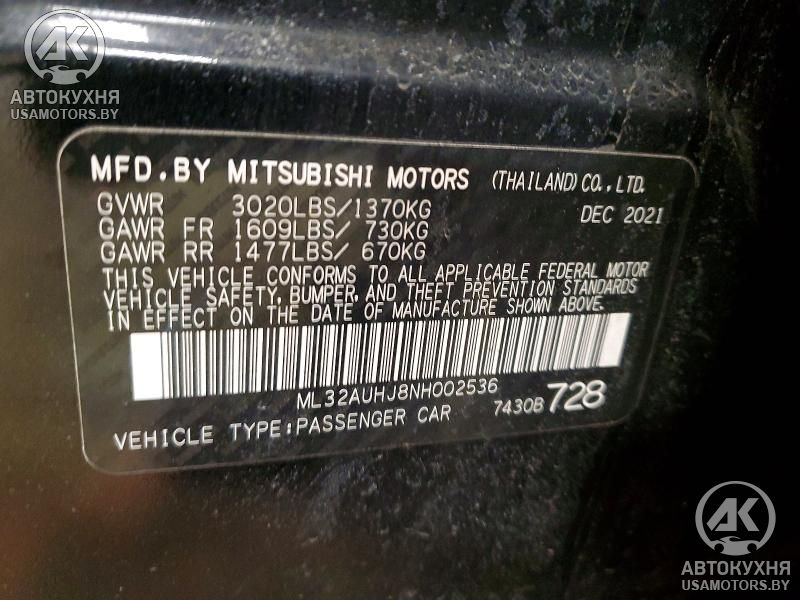 AK
АВТОКУХНЯ
USAMOTORS.BY
MFD.BY MITSUBISHI MOTORS (THAILAND)CO.,LTD.
GVWR 3020LBS/1370KG DEC 2021
GAWR FR 1609LBS/ 730KG
GAWR RR 1477LBS/ 670KG
THIS VEHICLE CONFORMS TO ALL APPLICABLE FEDERAL MOTOR
VEHICLE SAFETY, BUMPER, AND THEFT PREVENTION STANDARDS
IN EFFECT ON THE DATE OF MANUFACTURE SHOWN ABOVE.
ML32AUHJ8NH002536
7430B 728
VEHICLE TYPE:PASSENGER CAR
AK
АВТОКУХНЯ
USAMOTORS.BY